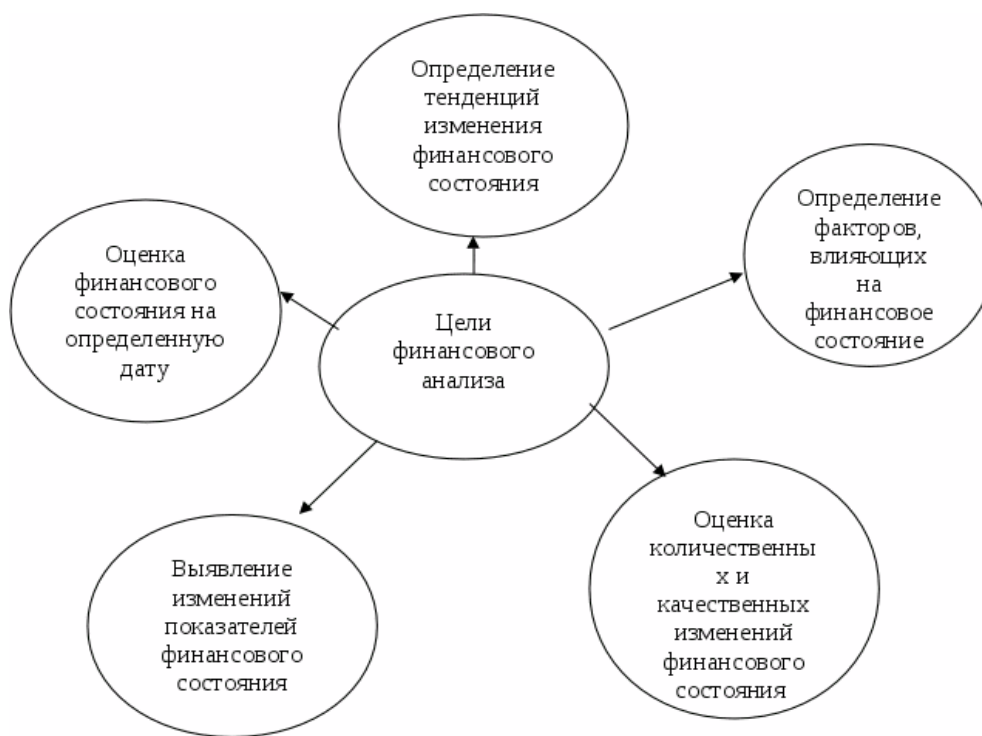 Определение
тенденций
изменения
финансового
состояния
Определение
факторов,
влияющих
на
финансовое
состояние
Оценка
финансового
состояния на
определенную
дату
Цели
финансового
анализа
Оценка
количественны
х и
качественных
изменений
финансового
состояния
Выявление
изменений
показателей
финансового
состояния